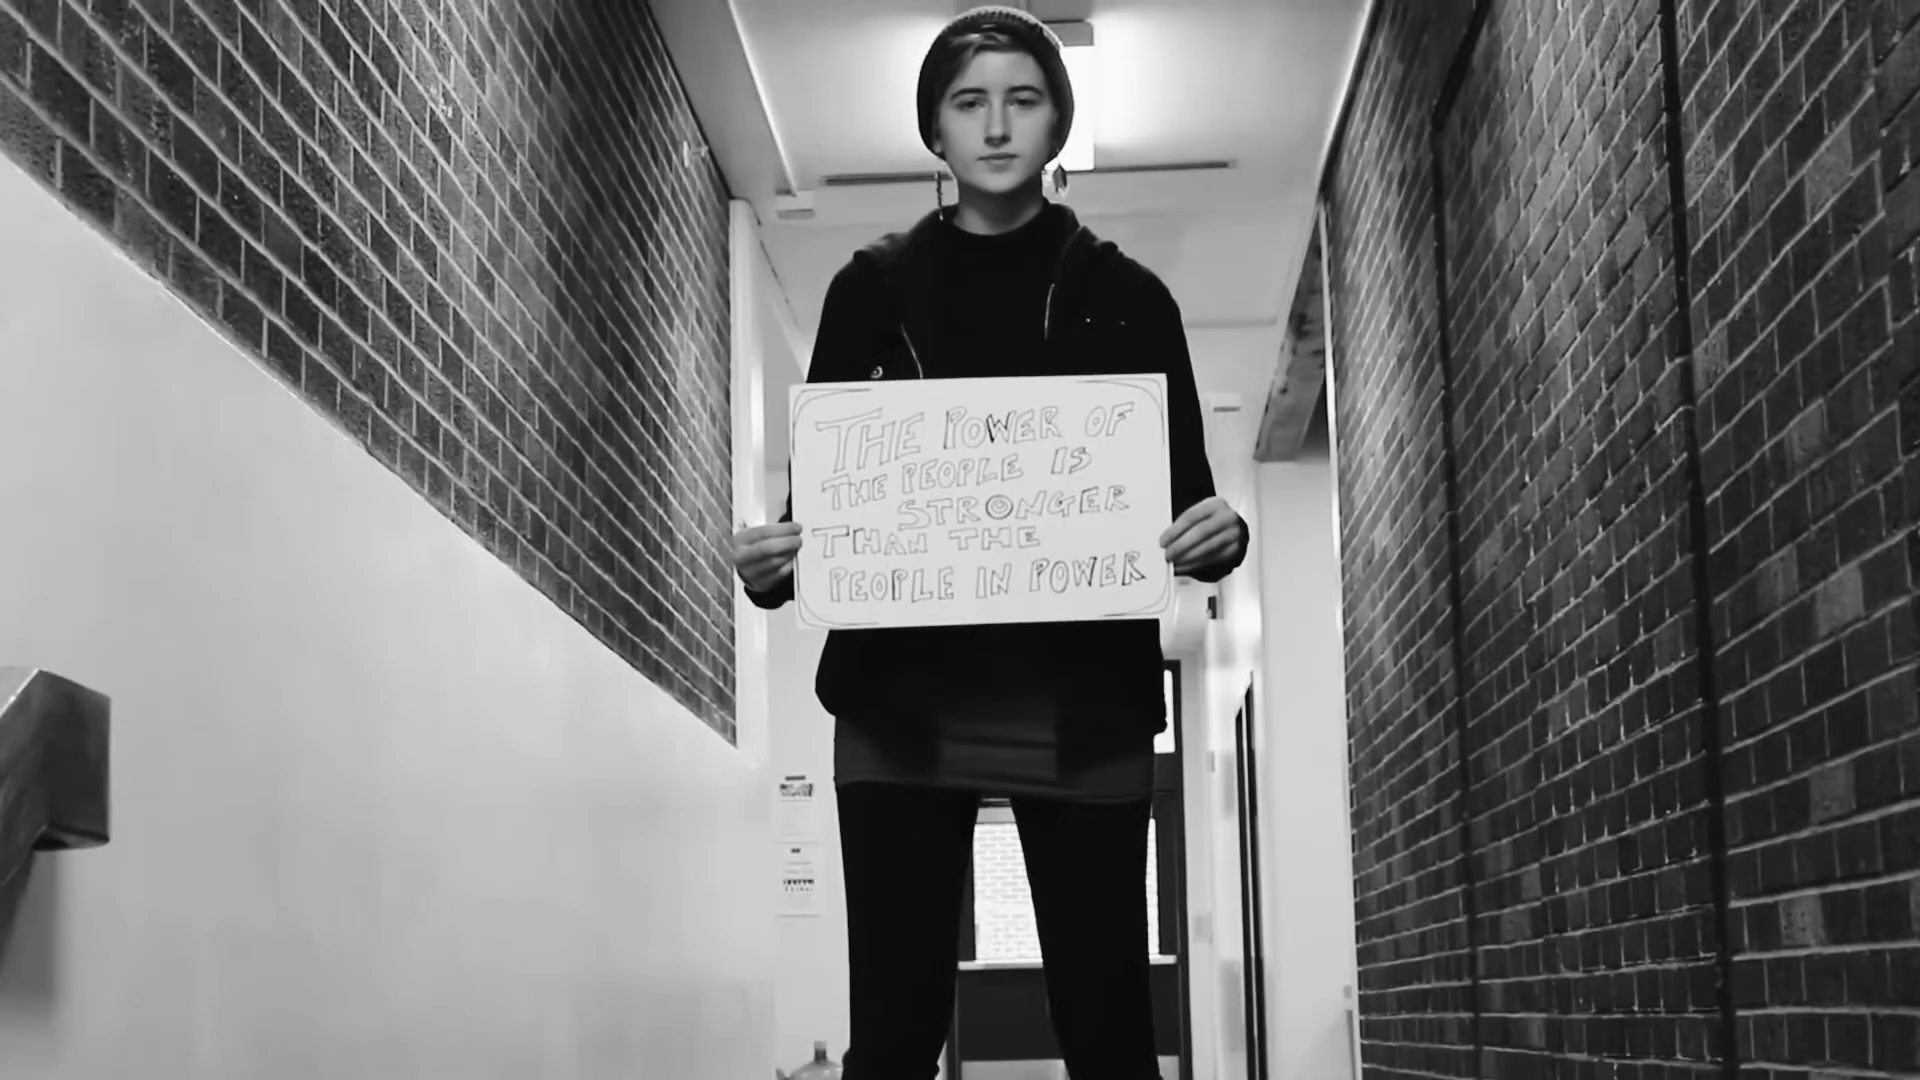 THE POWER OF
THE PEOPLE IS
STRONGER
THAN THE
PEOPLE IN POWER